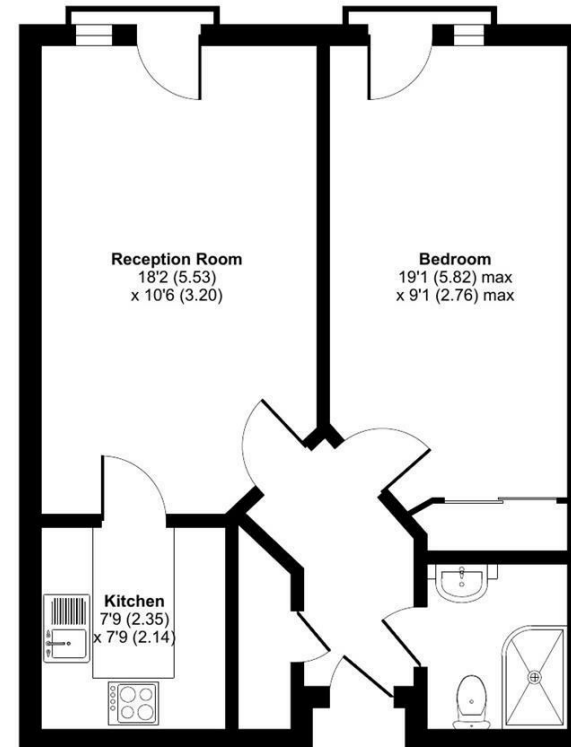 Reception Room
18'2 (5.53)
x 10'6 (3.20)
Bedroom
19'1 (5.82) max
x 9'1 (2.76) max
Kitchen
7'9 (2.35)
x 7'9 (2.14)